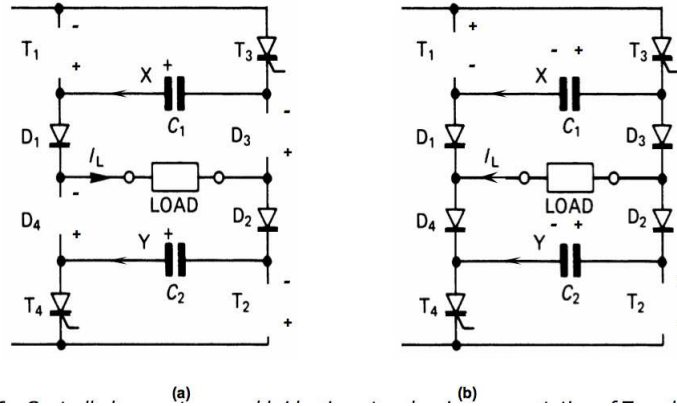 T1
T3
X
C1
D1
D3
IL
LOAD
D4
D2
Y
C2
T4
T2
T1
T3
X
C1
D1
D3
IL
LOAD
D4
D2
Y
C2
T4
T2
(a)
(b)